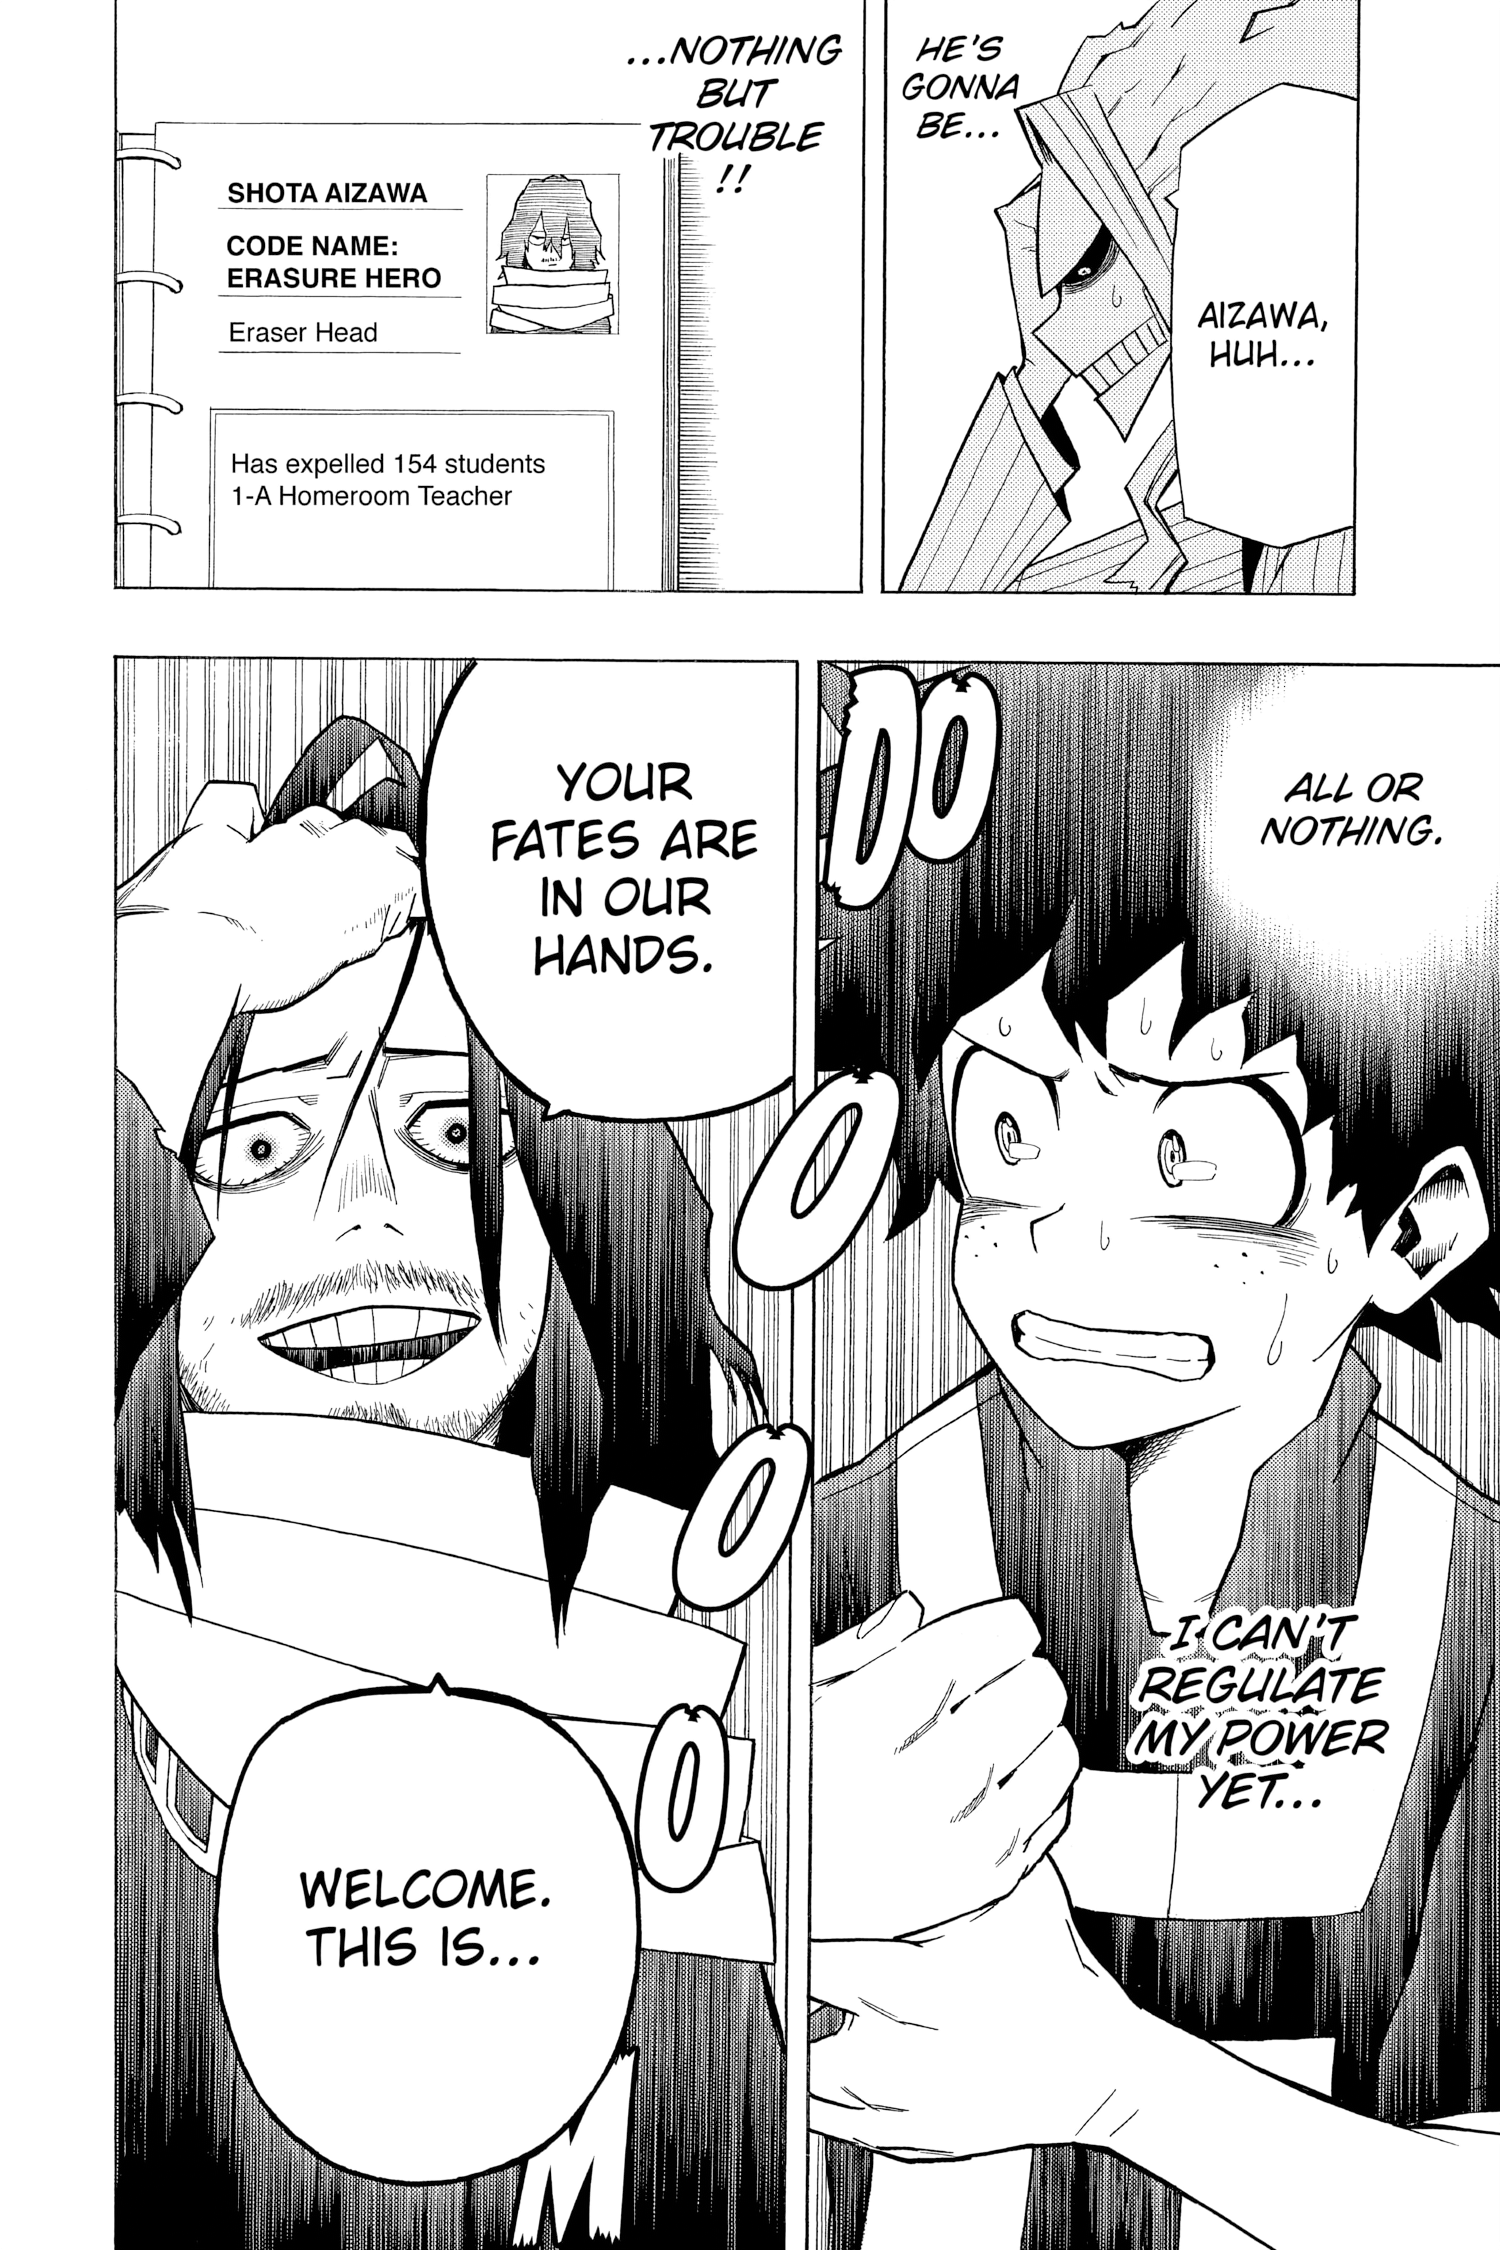 AIZAWA,
HUH...
HE'S
GONNA
BE...
...NOTHING
BUT
TROUBLE
!!
SHOTA AIZAWA
CODE NAME:
ERASURE HERO
Eraser Head
Has expelled 154 students
1-A Homeroom Teacher
ALL OR
NOTHING.
I CAN'T
REGULATE
MY POWER
YET...
DOOOOOM
YOUR
FATES ARE
IN OUR
HANDS.
WELCOME.
THIS IS...